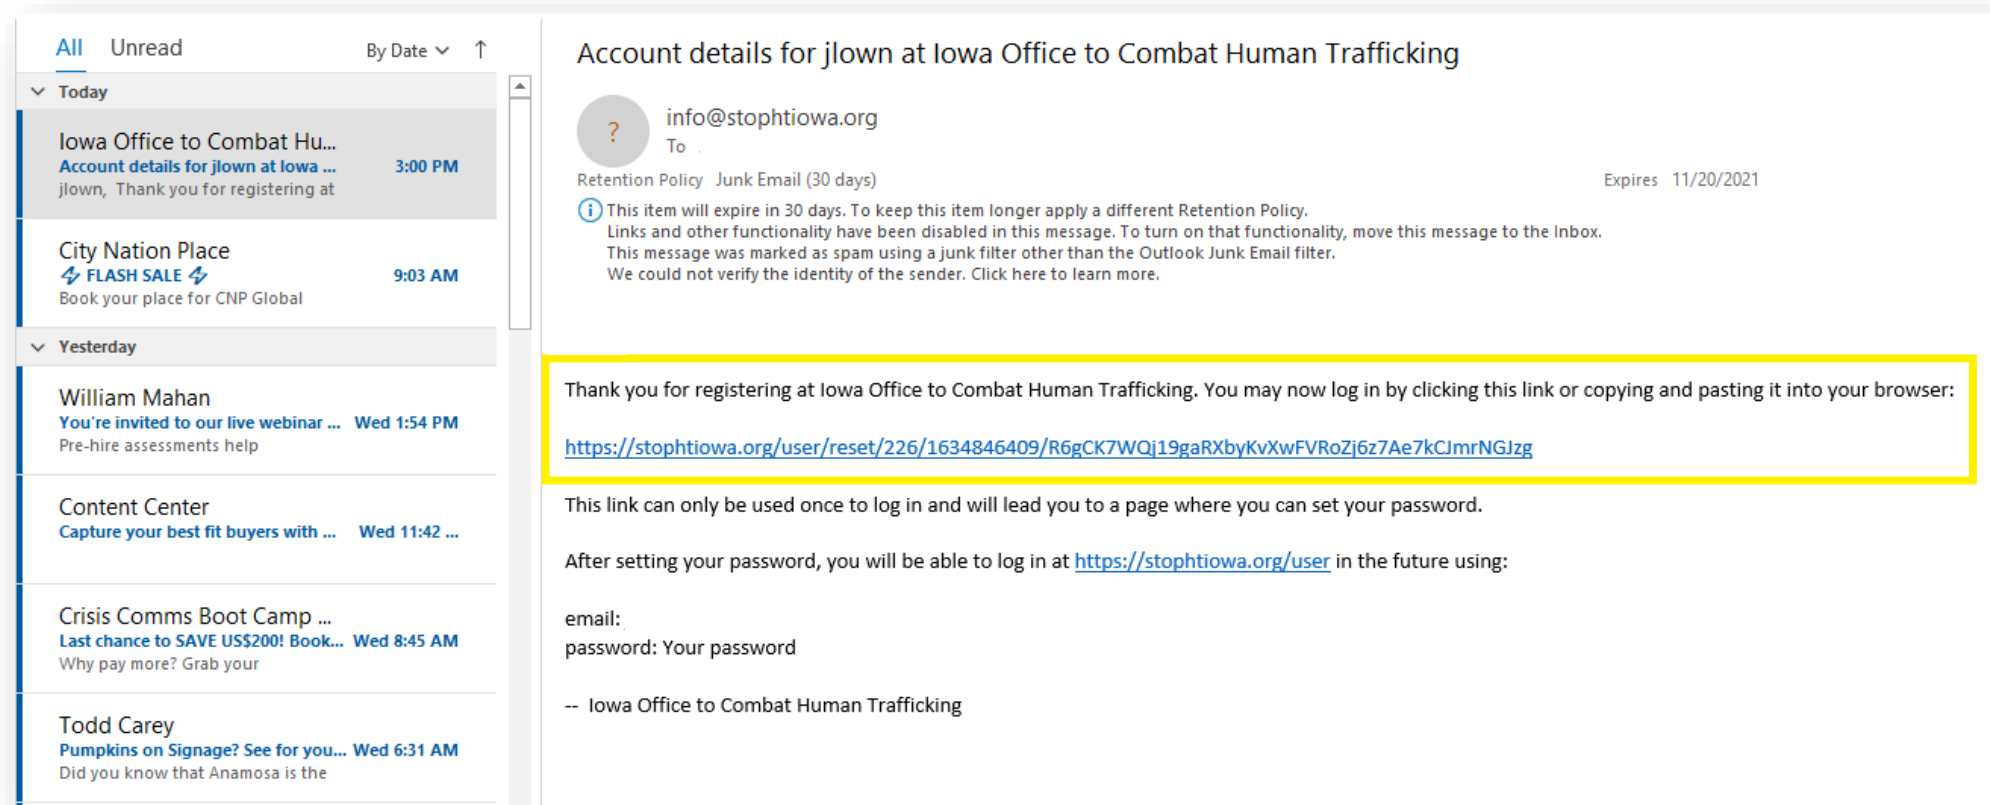 All Unread By Date
Today
Iowa Office to Combat Hu...
Account details for jlown at Iowa ... 3:00 PM
jlown, Thank you for registering at
City Nation Place
FLASH SALE 9:03 AM
Book your place for CNP Global
Yesterday
William Mahan
You're invited to our live webinar ... Wed 1:54 PM
Pre-hire assessments help
Content Center
Capture your best fit buyers with ... Wed 11:42 ...
Crisis Comms Boot Camp ...
Last chance to SAVE US$200! Book... Wed 8:45 AM
Why pay more? Grab your
Todd Carey
Pumpkins on Signage? See for you... Wed 6:31 AM
Did you know that Anamosa is the
Account details for jlown at Iowa Office to Combat Human Trafficking
?
info@stophtiowa.org
To
Retention Policy Junk Email (30 days) Expires 11/20/2021
This item will expire in 30 days. To keep this item longer apply a different Retention Policy.
Links and other functionality have been disabled in this message. To turn on that functionality, move this message to the Inbox.
This message was marked as spam using a junk filter other than the Outlook Junk Email filter.
We could not verify the identity of the sender. Click here to learn more.
Thank you for registering at Iowa Office to Combat Human Trafficking. You may now log in by clicking this link or copying and pasting it into your browser:
https://stophtiowa.org/user/reset/226/1634846409/R6gCK7WQj19gaRXbyKvXwFVRoZj6z7Ae7kCJmrNGJzg
This link can only be used once to log in and will lead you to a page where you can set your password.
After setting your password, you will be able to log in at https://stophtiowa.org/user in the future using:
email:
password: Your password
-- Iowa Office to Combat Human Trafficking